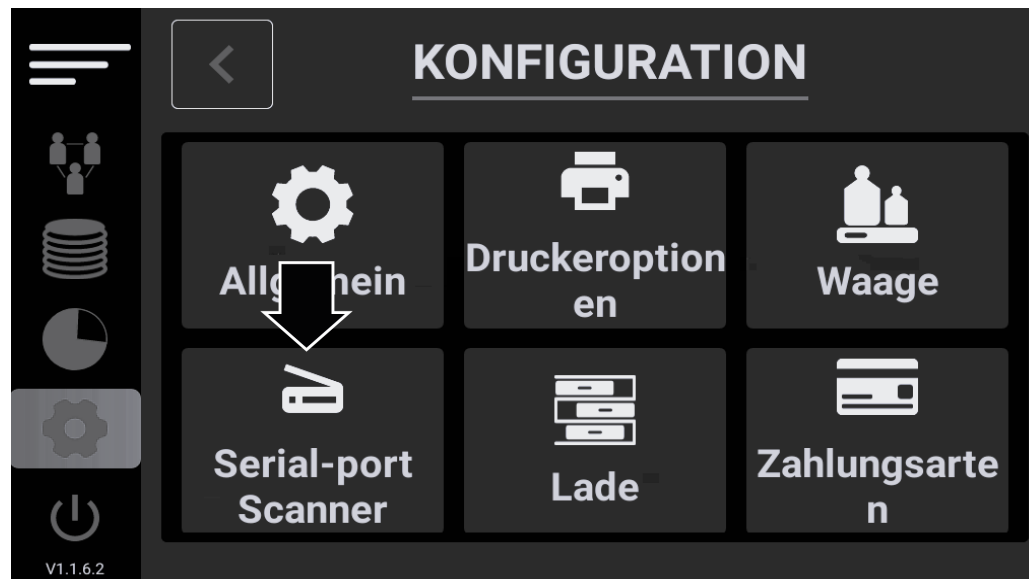 KONFIGURATION
Druckeroption
en
Waage
Serial-port
Scanner
Lade
Zahlungsarte
n
V1.1.6.2